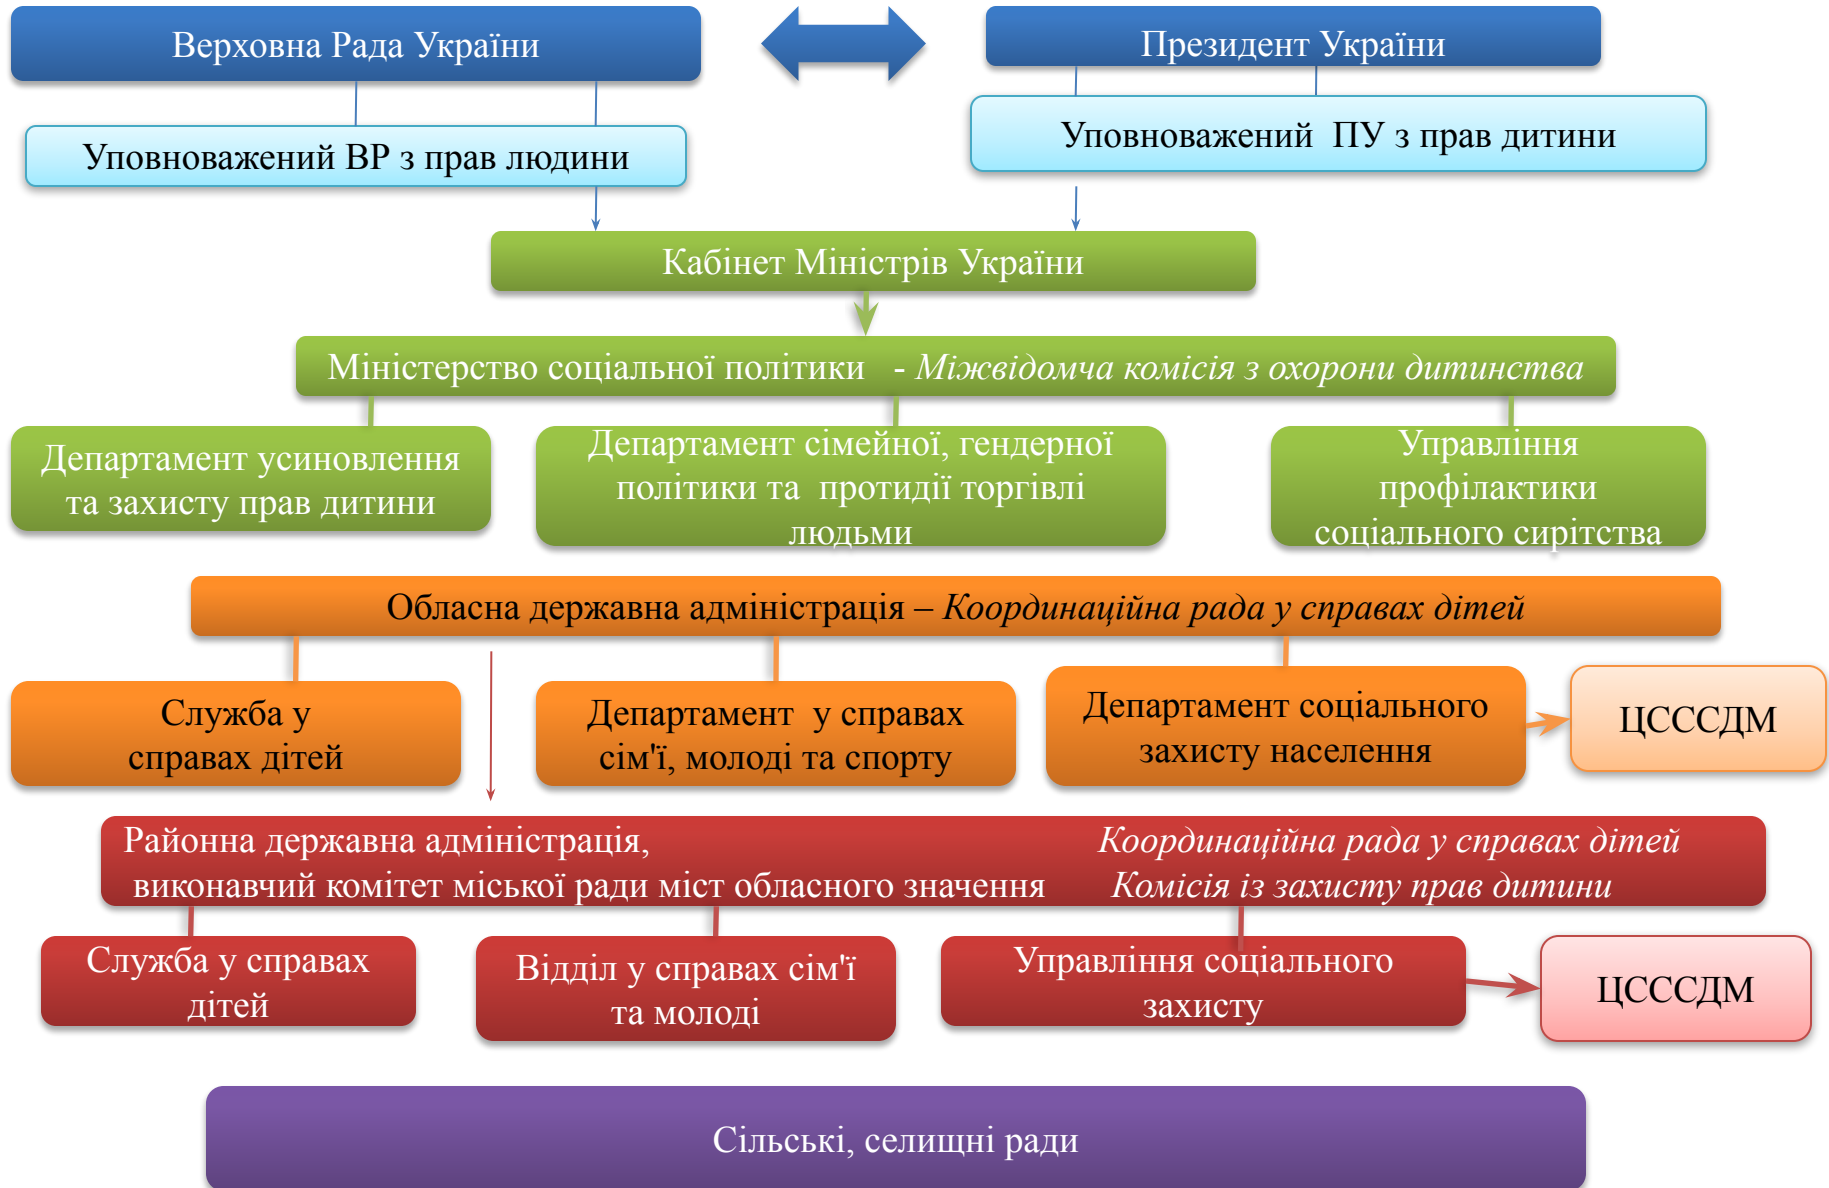 Верховна Рада України
Президент України
Уповноважений ВР з прав людини
Уповноважений ПУ з прав дитини
Кабінет Міністрів України
Міністерство соціальної політики - Міжвідомча комісія з охорони дитинства
Департамент усиновлення
та захисту прав дитини
Департамент сімейної, гендерної
політики та протидії торгівлі
людьми
Управління
профілактики
соціального сирітства
Обласна державна адміністрація – Координаційна рада у справах дітей
Служба у
справах дітей
Департамент у справах
сім'ї, молоді та спорту
Департамент соціального
захисту населення
ЦСССДМ
Районна державна адміністрація, Координаційна рада у справах дітей
виконавчий комітет міської ради міст обласного значення Комісія із захисту прав дитини
Служба у справах
дітей
Відділ у справах сім'ї
та молоді
Управління соціального
захисту
ЦСССДМ
Сільські, селищні ради